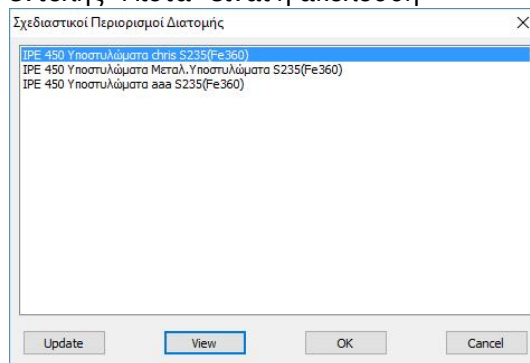 Σχεδιαστικοί Περιορισμοί Διατομής
IPE 450 Υποστυλώματα chris S235(Fe360)
IPE 450 Υποστυλώματα Μεταλ.Υποστυλώματα S235(Fe360)
IPE 450 Υποστυλώματα aaa S235(Fe360)
Update View OK Cancel